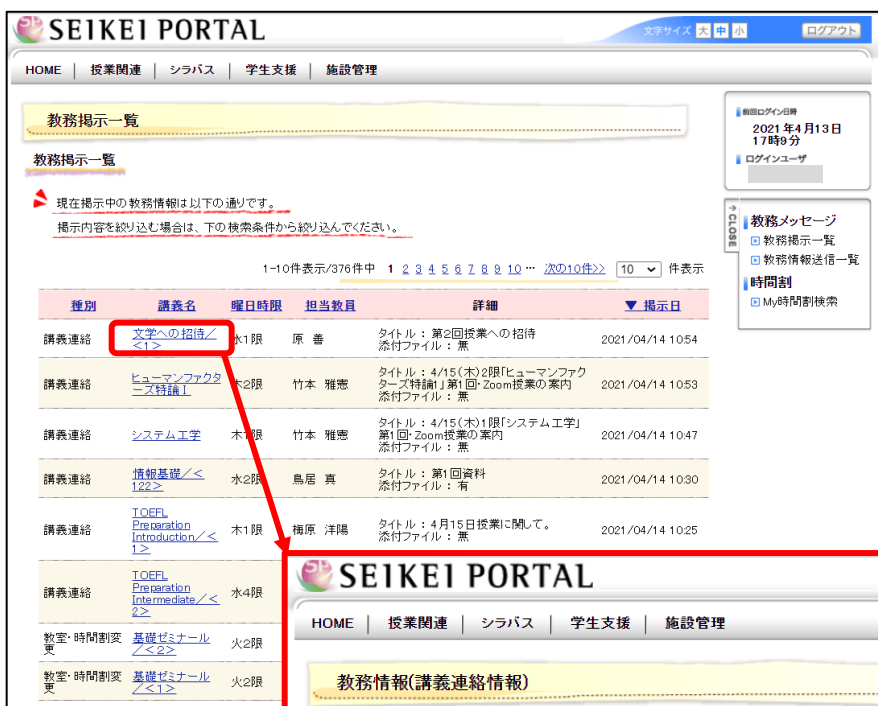 SEIKEI PORTAL
文字サイズ 大 中 小 ログアウト
HOME | 授業関連 | シラバス | 学生支援 | 施設管理
教務掲示一覧
教務掲示一覧
現在掲示中の教務情報は以下の通りです。
掲示内容を絞り込む場合は、下の検索条件から絞り込んでください。
1-10件表示/376件中 1 2 3 4 5 6 7 8 9 10 … 次の10件>> 10 件表示
種別 講義名 曜日時限 担当教員 詳細 ▼ 掲示日
講義連絡 文学への招待/<1> 水1限 原 善 タイトル : 第2回授業への招待
添付ファイル : 無 2021/04/14 10:54
講義連絡 ヒューマンファクターズ特論Ⅰ 木2限 竹本 雅憲 タイトル : 4/15(木)2限「ヒューマンファクターズ特論Ⅰ」第1回・Zoom授業の案内
添付ファイル : 無 2021/04/14 10:53
講義連絡 システム工学 木1限 竹本 雅憲 タイトル : 4/15(木)1限「システム工学」第1回・Zoom授業の案内
添付ファイル : 無 2021/04/14 10:47
講義連絡 情報基礎/<122> 水2限 鳥居 真 タイトル : 第1回資料
添付ファイル : 有 2021/04/14 10:30
講義連絡 TOEFL Preparation Introduction/<1> 木1限 梅原 洋陽 タイトル : 4月15日授業に関して。
添付ファイル : 無 2021/04/14 10:25
講義連絡 TOEFL Preparation Intermediate/<2> 水4限
教室・時間割変更 基礎ゼミナール/<2> 火2限
教室・時間割変更 基礎ゼミナール/<1> 火2限
前回ログイン日時
2021年4月13日
17時9分
ログインユーザ
CLOSE
教務メッセージ
教務掲示一覧
教務情報送信一覧
時間割
My時間割検索
SEIKEI PORTAL
HOME | 授業関連 | シラバス | 学生支援 | 施設管理
教務情報(講義連絡情報)